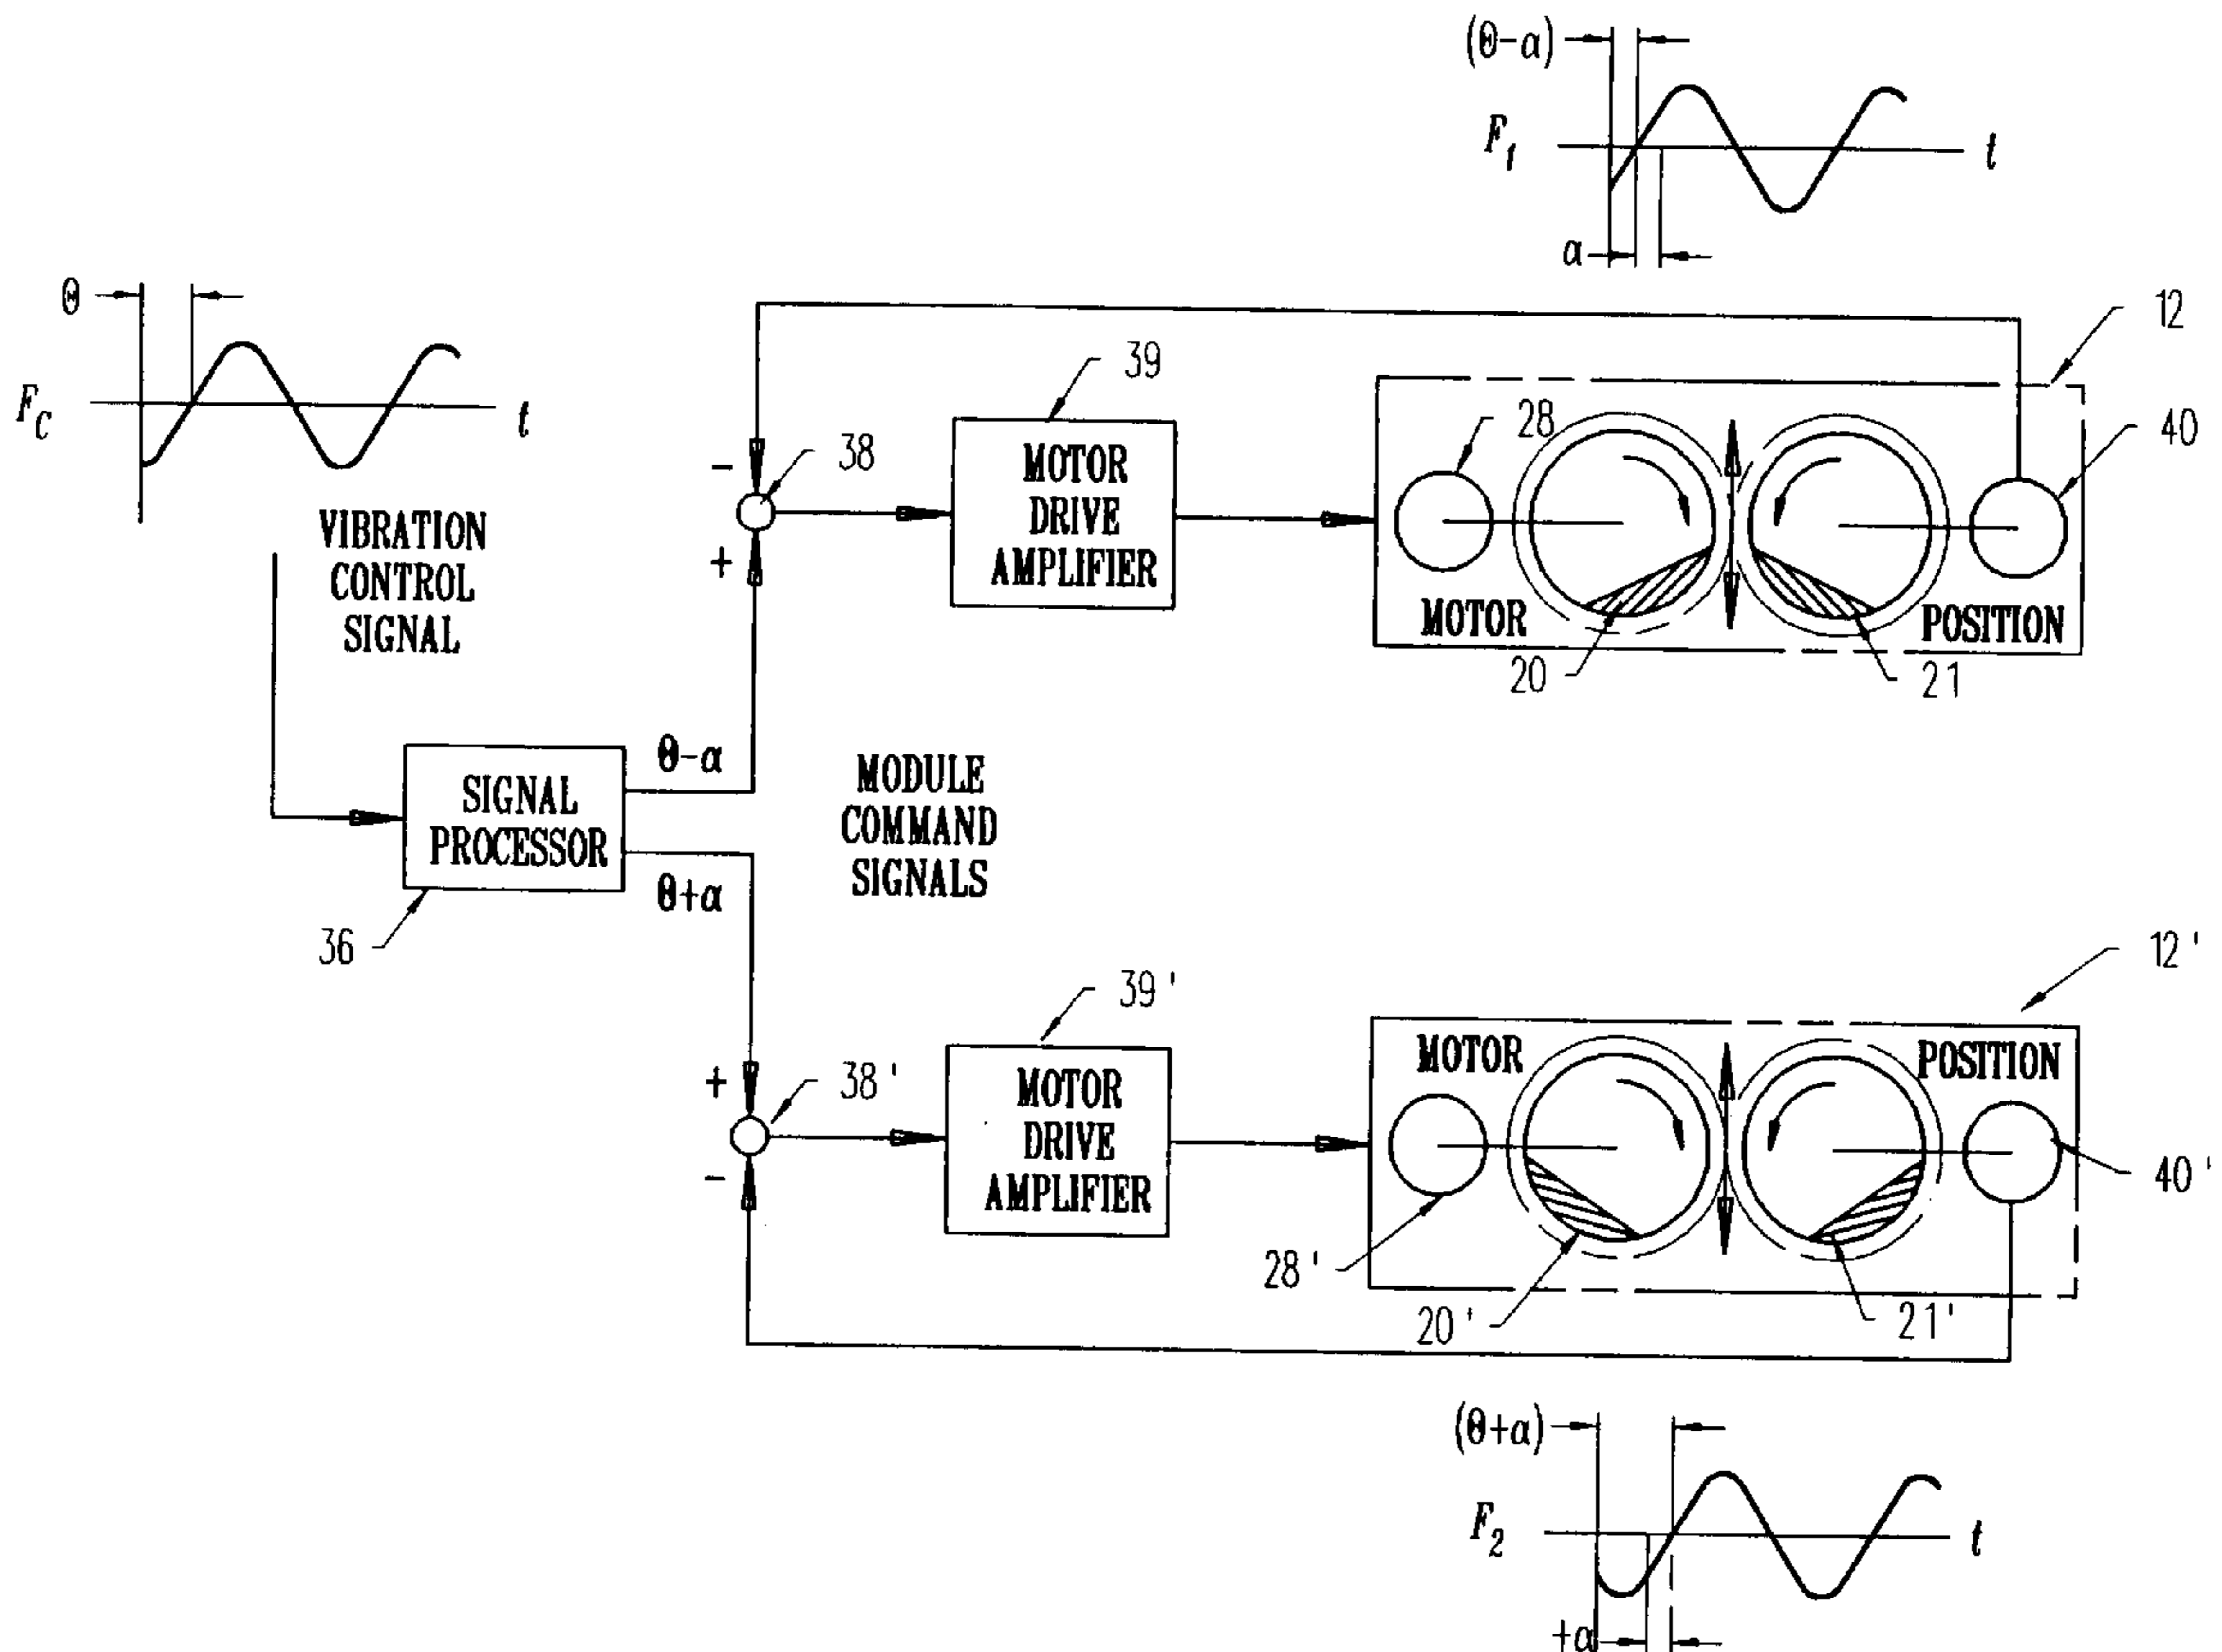 (θ-α)
F1
t
α
θ
12
39
28
40
FC
t
-
38
MOTOR
DRIVE
AMPLIFIER
VIBRATION
CONTROL
SIGNAL
+
MOTOR
POSITION
20
21
θ-α
SIGNAL
PROCESSOR
MODULE
COMMAND
SIGNALS
θ+α
36
12'
39'
MOTOR
POSITION
+
38'
MOTOR
DRIVE
AMPLIFIER
-
40'
28'
20'
21'
(θ+α)
F2
t
+α